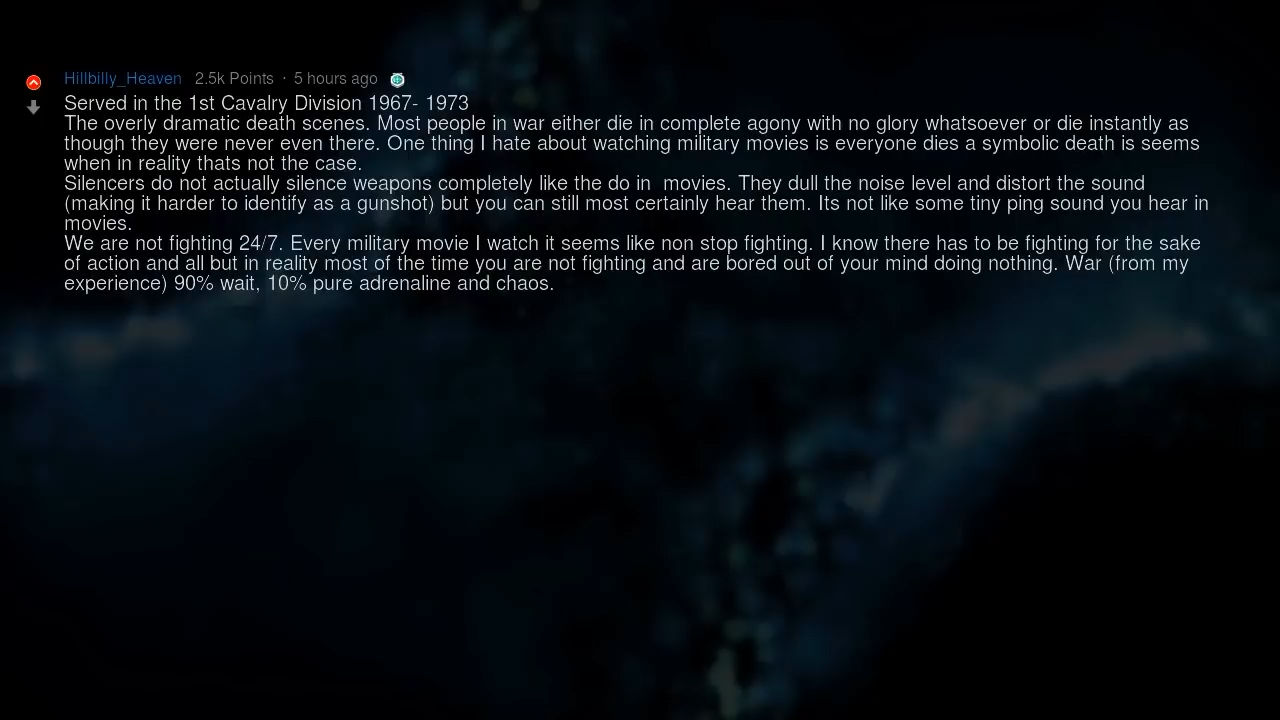 Hillbilly_Heaven 2.5k Points · 5 hours ago
Served in the 1st Cavalry Division 1967- 1973
The overly dramatic death scenes. Most people in war either die in complete agony with no glory whatsoever or die instantly as
though they were never even there. One thing I hate about watching military movies is everyone dies a symbolic death is seems
when in reality thats not the case.
Silencers do not actually silence weapons completely like the do in  movies. They dull the noise level and distort the sound
(making it harder to identify as a gunshot) but you can still most certainly hear them. Its not like some tiny ping sound you hear in
movies.
We are not fighting 24/7. Every military movie I watch it seems like non stop fighting. I know there has to be fighting for the sake
of action and all but in reality most of the time you are not fighting and are bored out of your mind doing nothing. War (from my
experience) 90% wait, 10% pure adrenaline and chaos.